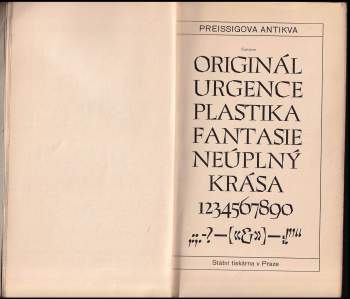 PREISSIGOVA ANTIKVA
ORIGINÁL
URGENCE
PLASTIKA
FANTASIE
NEÚPLNÝ
KRÁSA
1234567890
Státní tiskárna v Praze